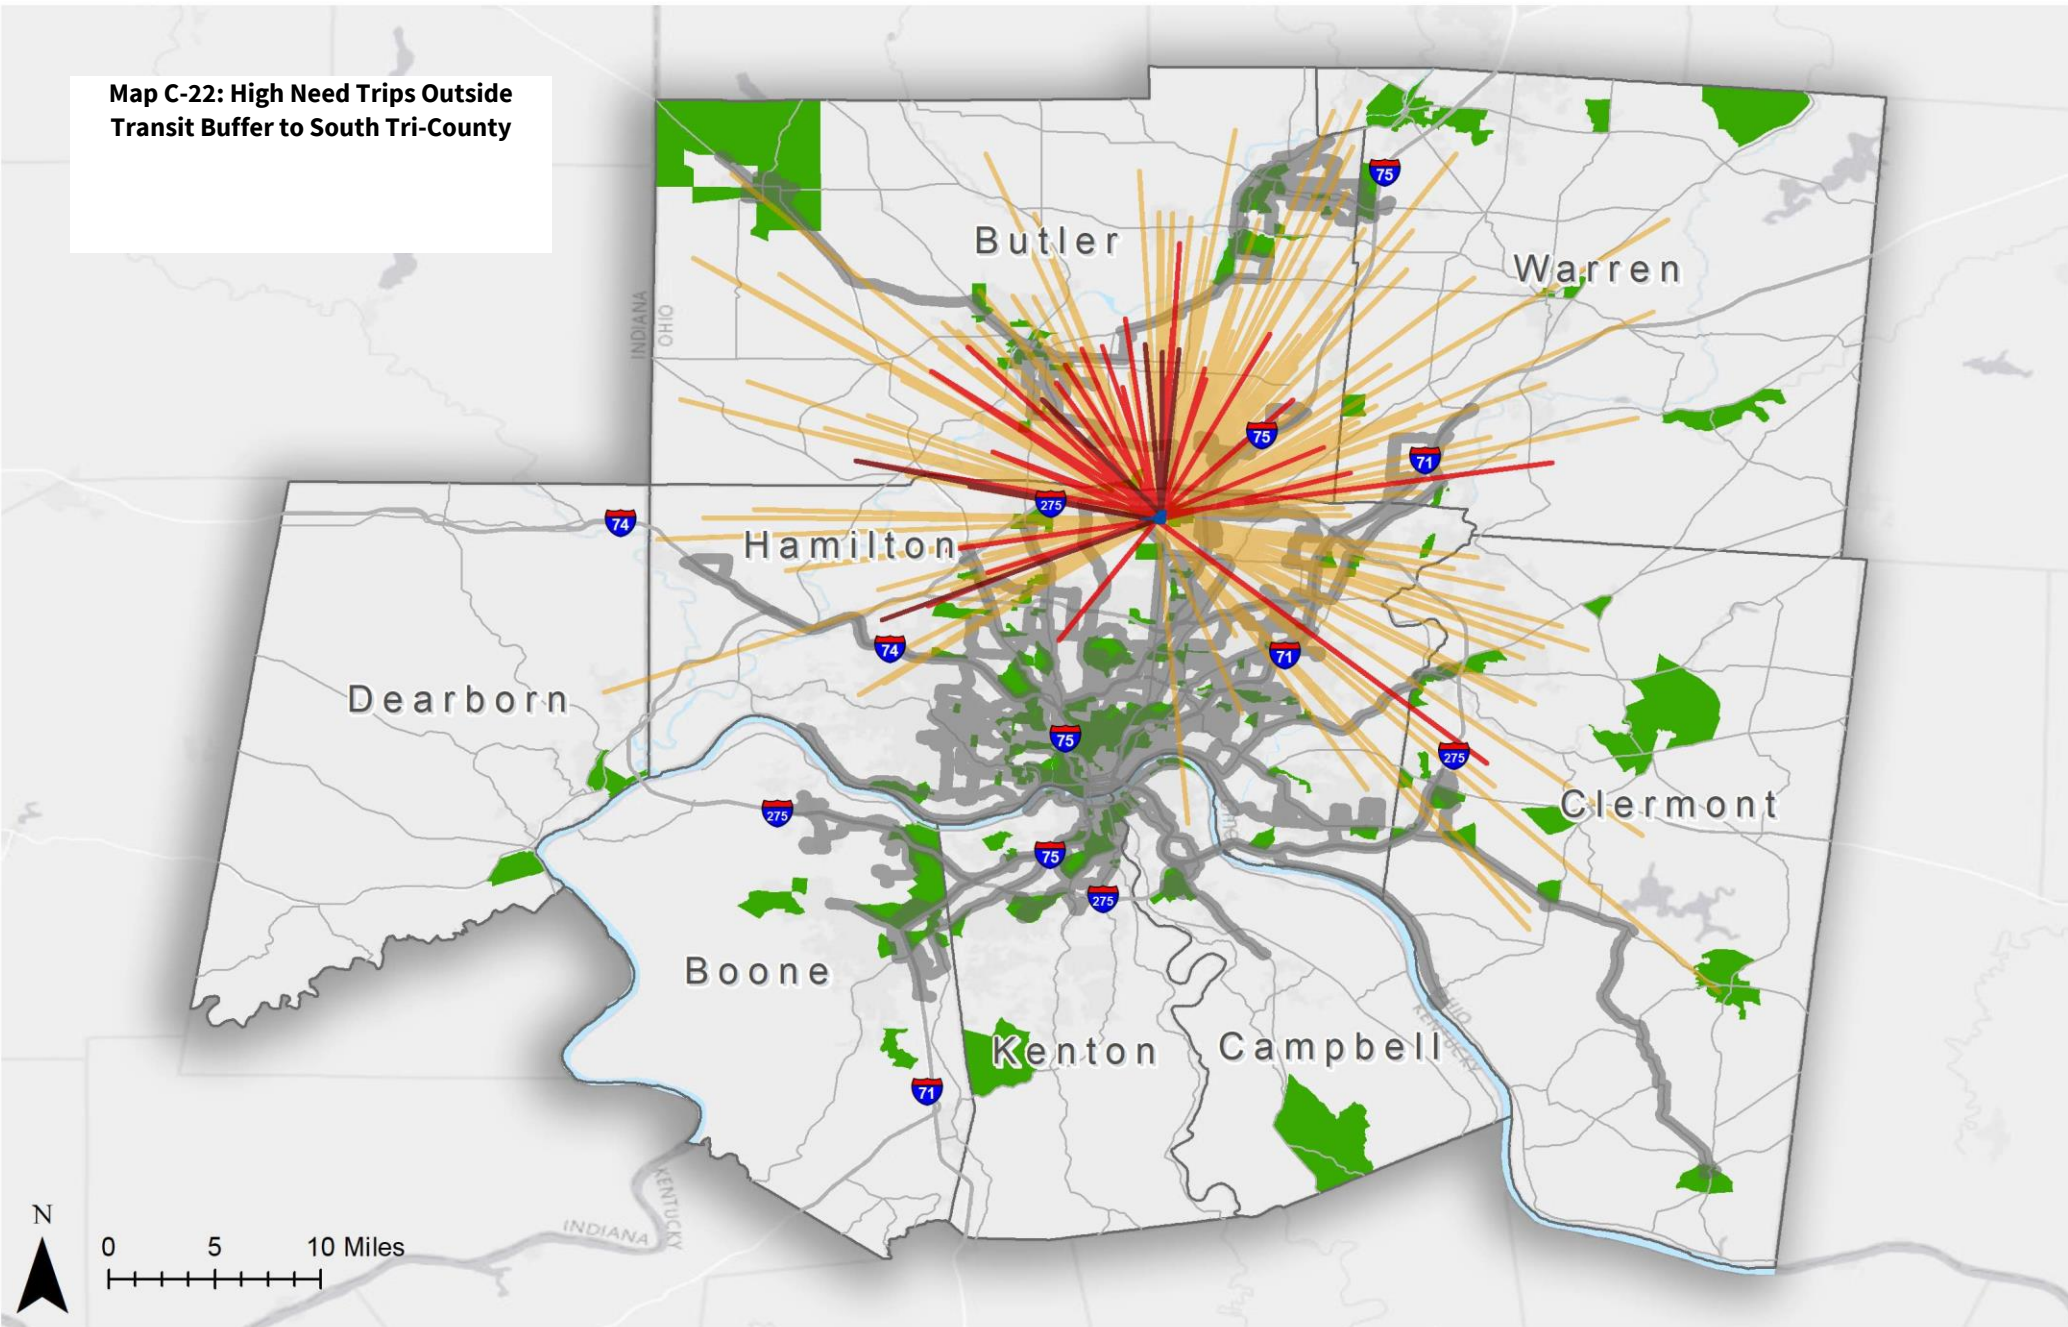 Map C-22: High Need Trips Outside
Transit Buffer to South Tri-County
75
Butler
Warren
INDIANA
OHIO
75
71
275
74
Hamilton
74
71
Dearborn
75
275
275
Clermont
75
275
Boone
OHIO
KENTUCKY
Kenton
Campbell
71
KENTUCKY
INDIANA
N
0 5 10 Miles